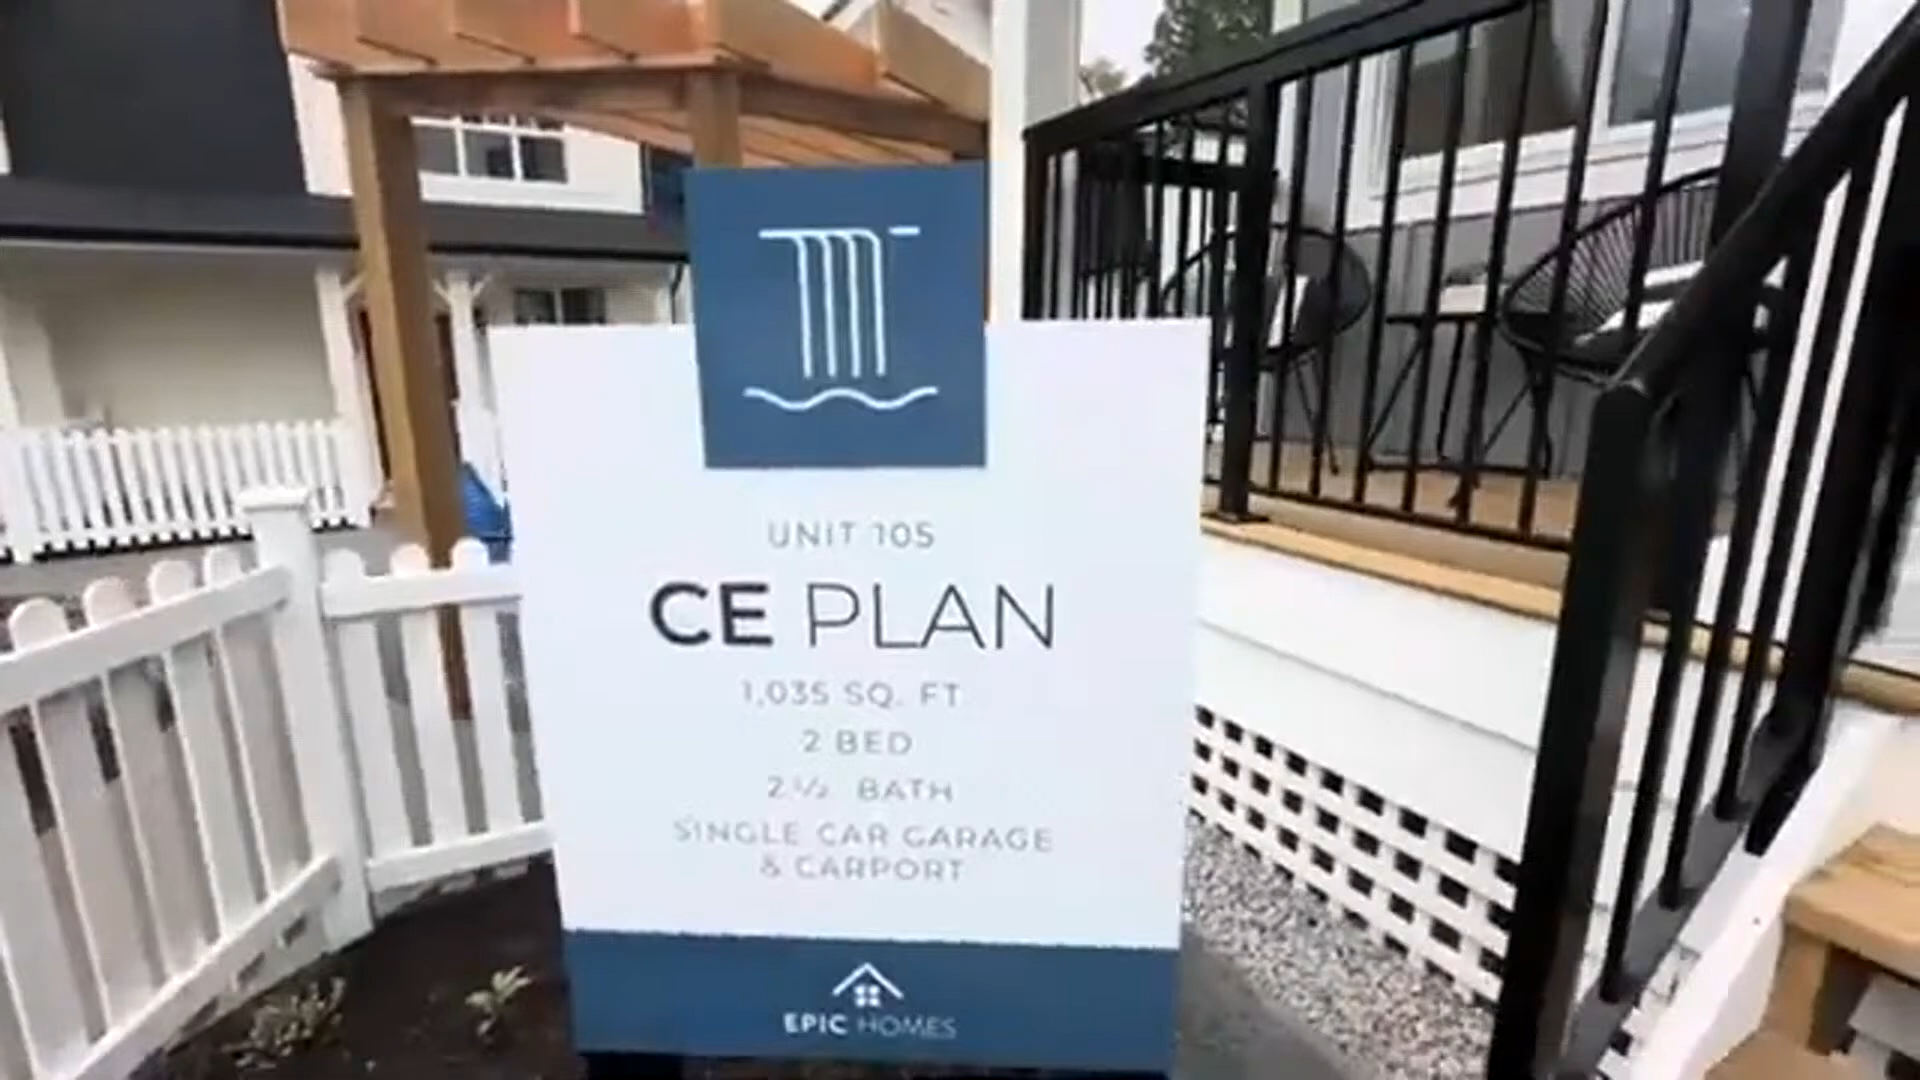 UNIT 105
CE PLAN
1,035 SQ. FT
2 BED
2 ½ BATH
SINGLE CAR GARAGE
& CARPORT
EPIC HOMES